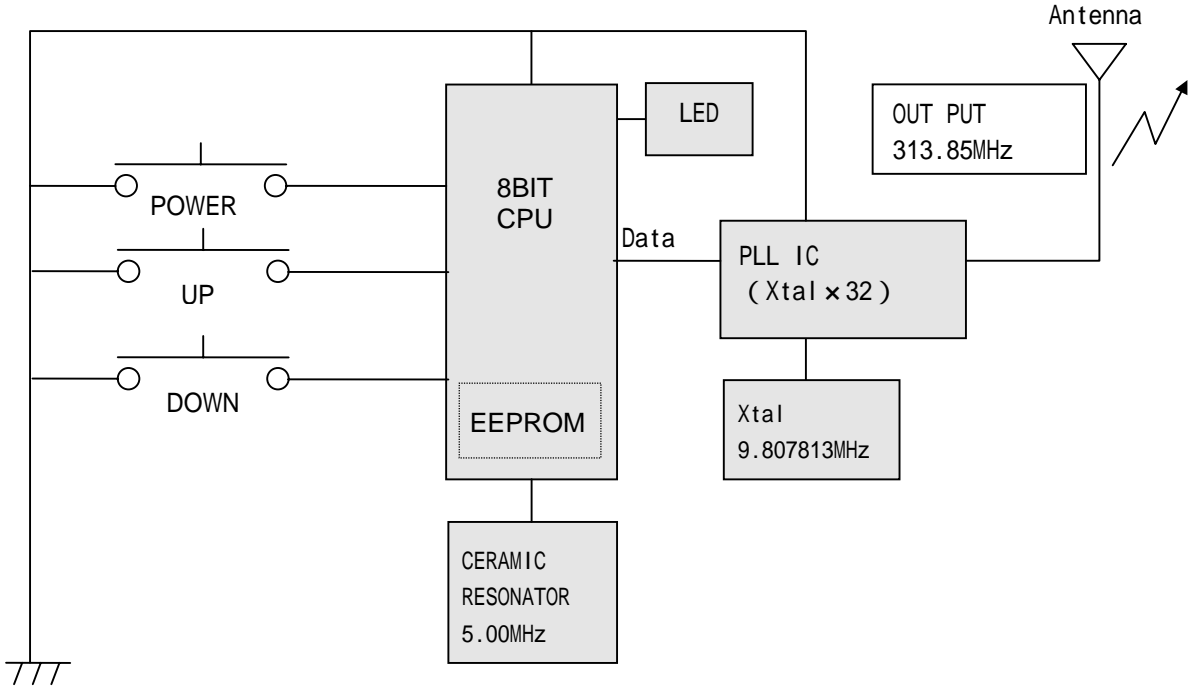 Antenna
LED
OUT PUT
313.85MHz
POWER
8BIT
CPU
Data
PLL IC
(Xtal×32)
UP
DOWN
EEPROM
Xtal
9.807813MHz
CERAMIC
RESONATOR
5.00MHz